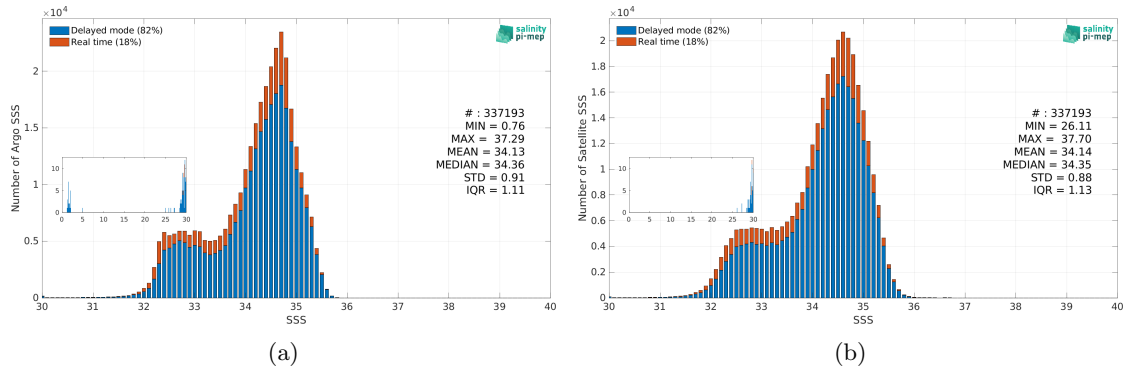 ×10⁴
Delayed mode (82%)
Real time (18%)
salinity
pi-mep
Number of Argo SSS
2
1.5
1
0.5
0
# : 337193
MIN = 0.76
MAX = 37.29
MEAN = 34.13
MEDIAN = 34.36
STD = 0.91
IQR = 1.11
10
5
0
0 5 10 15 20 25 30
30 31 32 33 34 35 36 37 38 39 40
SSS
(a)
×10⁴
Delayed mode (82%)
Real time (18%)
salinity
pi-mep
Number of Satellite SSS
2
1.8
1.6
1.4
1.2
1
0.8
0.6
0.4
0.2
0
# : 337193
MIN = 26.11
MAX = 37.70
MEAN = 34.14
MEDIAN = 34.35
STD = 0.88
IQR = 1.13
10
5
0
0 5 10 15 20 25 30
30 31 32 33 34 35 36 37 38 39 40
SSS
(b)